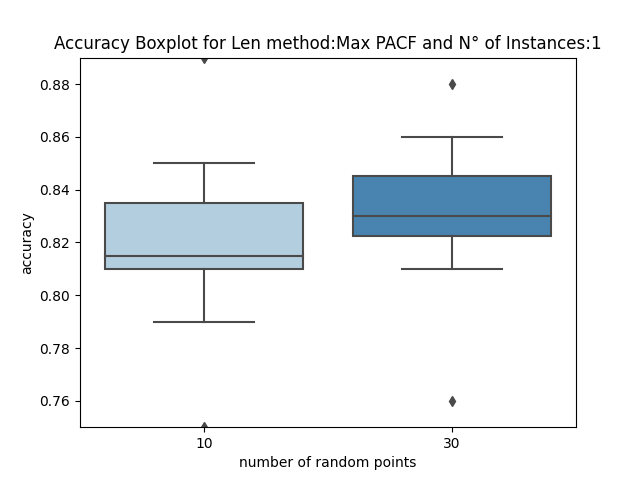 Accuracy Boxplot for Len method:Max PACF and N° of Instances:1
0.88
0.86
0.84
0.82
0.80
0.78
0.76
accuracy
10 30
number of random points